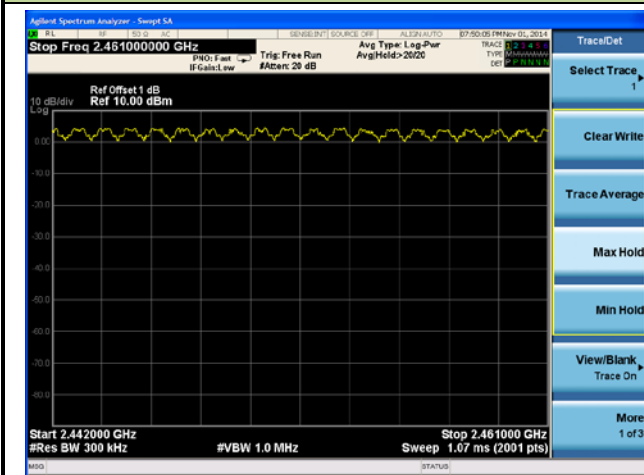 Agilent Spectrum Analyzer - Swept SA
RL RF 50 Ω AC SENSE:INT SOURCE OFF ALIGN AUTO 07:50:05 PM Nov 01, 2014
Stop Freq 2.461000000 GHz
PNO: Fast
IFGain:Low
Trig: Free Run
#Atten: 20 dB
Avg Type: Log-Pwr
Avg|Hold:>20/20
TRACE 1 2 3 4 5 6
TYPE
DET P P N N N N
Ref Offset 1 dB
Ref 10.00 dBm
10 dB/div
Log
0.00
-10.0
-20.0
-30.0
-40.0
-50.0
-60.0
-70.0
-80.0
Start 2.442000 GHz
Stop 2.461000 GHz
#Res BW 300 kHz
#VBW 1.0 MHz
Sweep 1.07 ms (2001 pts)
MSG
STATUS
Trace/Det
Select Trace
1
Clear Write
Trace Average
Max Hold
Min Hold
View/Blank
Trace On
More
1 of 3